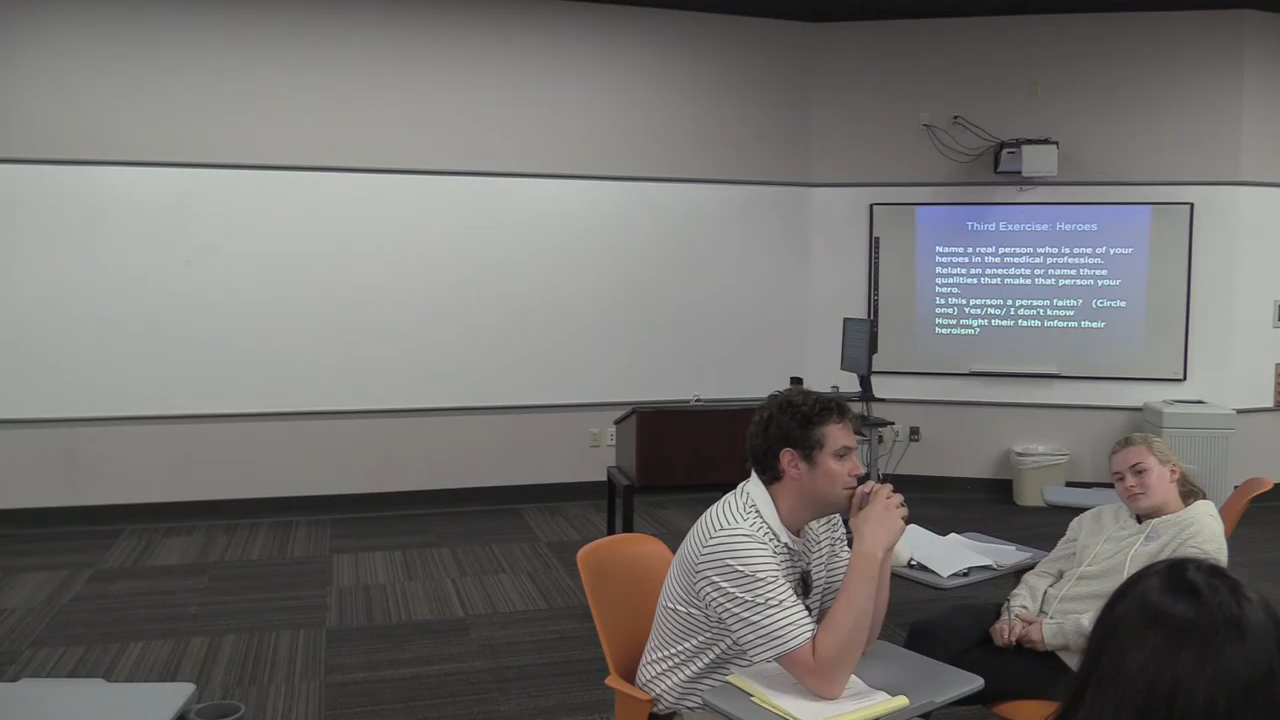 Third Exercise: Heroes
Name a real person who is one of your
heroes in the medical profession.
Relate an anecdote or name three
qualities that make that person your
hero.
Is this person a person faith? (Circle
one) Yes/No/ I don't know
How might their faith inform their
heroism?